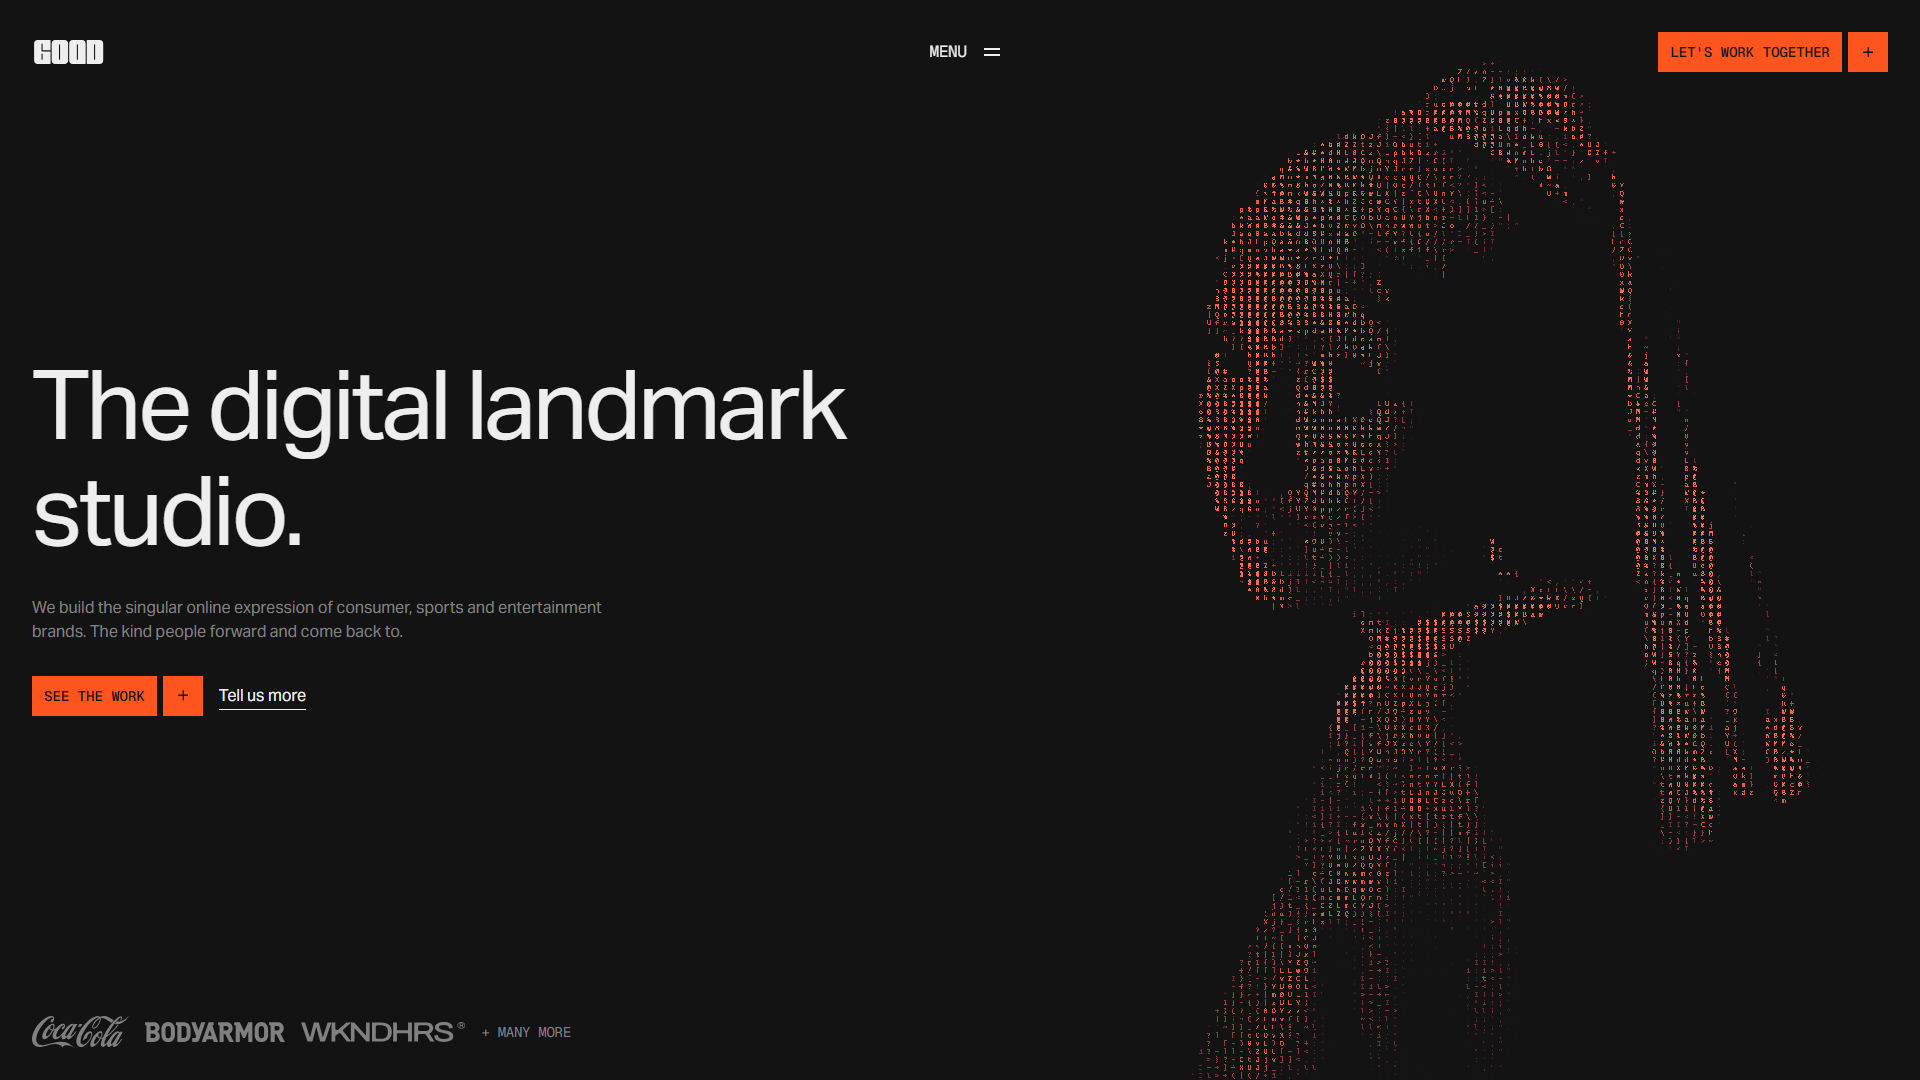 GOOD
MENU
LET'S WORK TOGETHER +
The digital landmark
studio.
We build the singular online expression of consumer, sports and entertainment
brands. The kind people forward and come back to.
SEE THE WORK + Tell us more
Coca-Cola BODYARMOR WKNDHRS® + MANY MORE